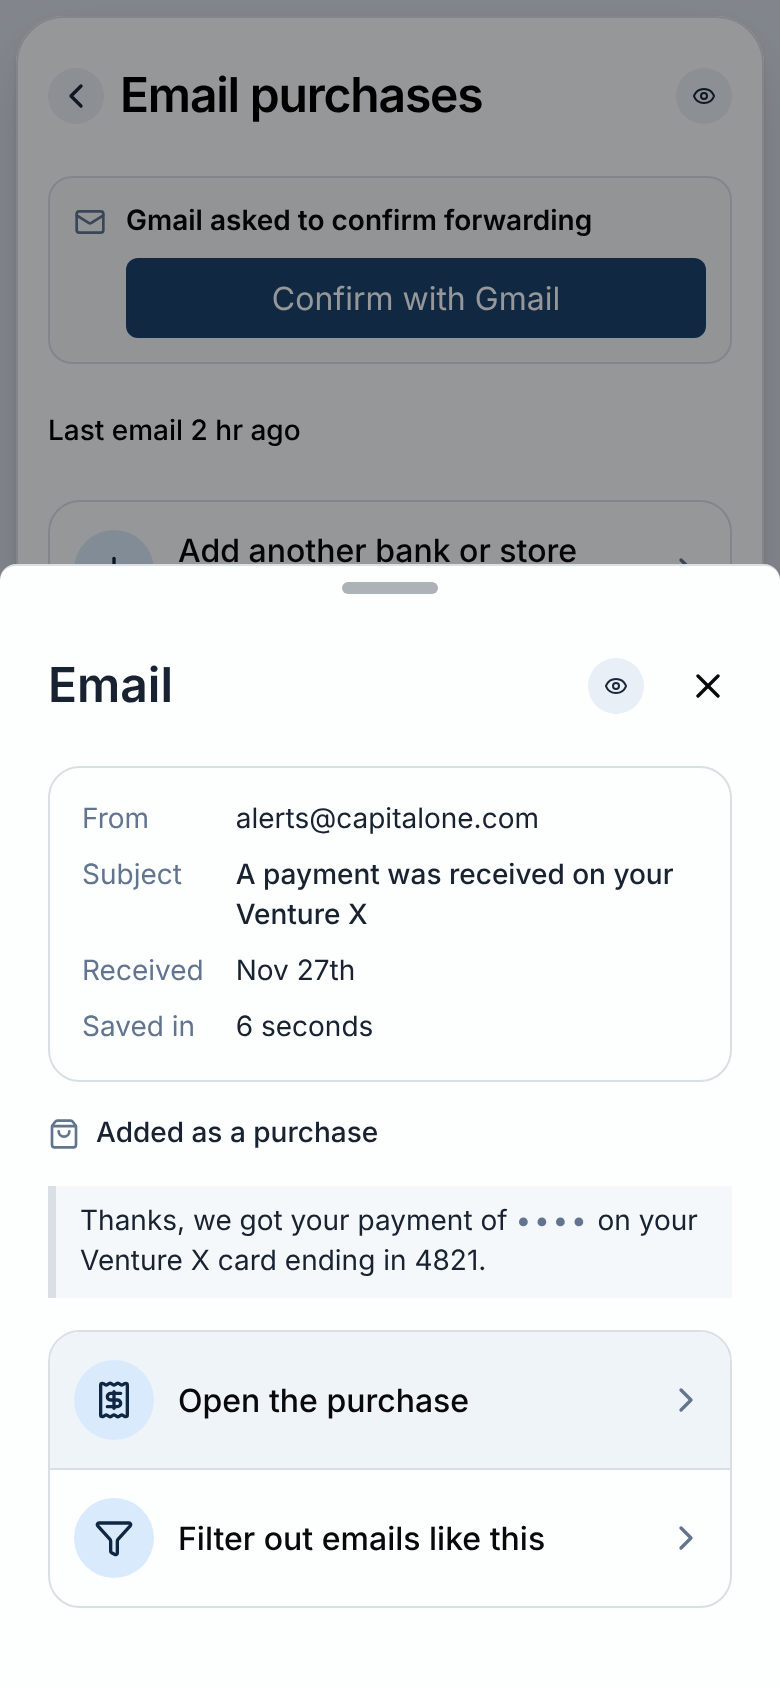 Email purchases
Gmail asked to confirm forwarding
Confirm with Gmail
Last email 2 hr ago
Add another bank or store
Email
From alerts@capitalone.com
Subject A payment was received on your
Venture X
Received Nov 27th
Saved in 6 seconds
Added as a purchase
Thanks, we got your payment of •••• on your
Venture X card ending in 4821.
Open the purchase
Filter out emails like this